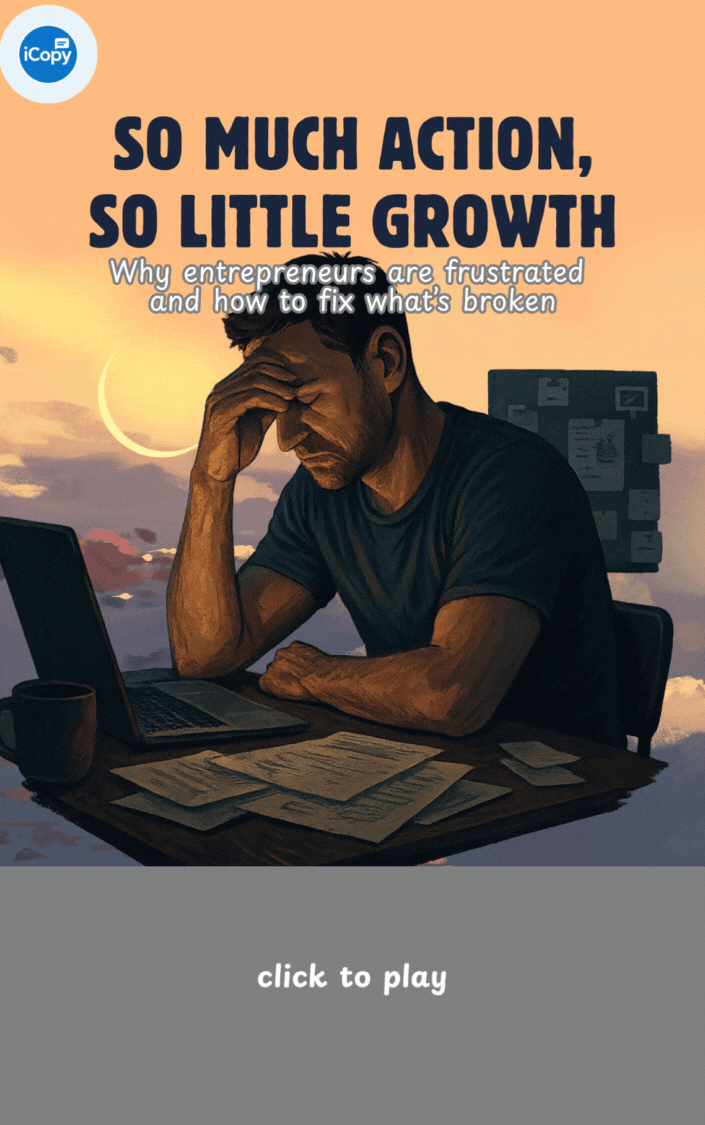 iCopy
SO MUCH ACTION,
SO LITTLE GROWTH
Why entrepreneurs are frustrated
and how to fix what's broken
click to play